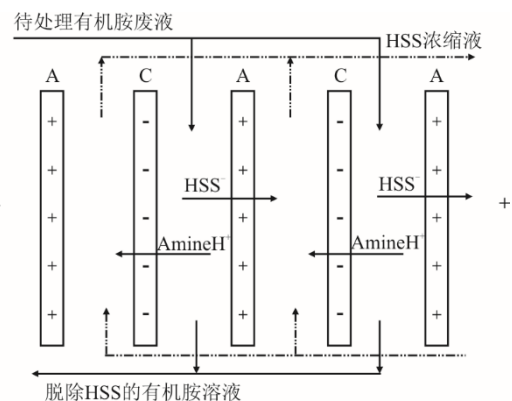 待处理有机胺废液
HSS浓缩液
A C A C A
+ - + - +
+ - + - +
HSS⁻ HSS⁻
+ - + - + +
AmineH⁺ AmineH⁺
+ - + - +
+ - + - +
脱除HSS的有机胺溶液